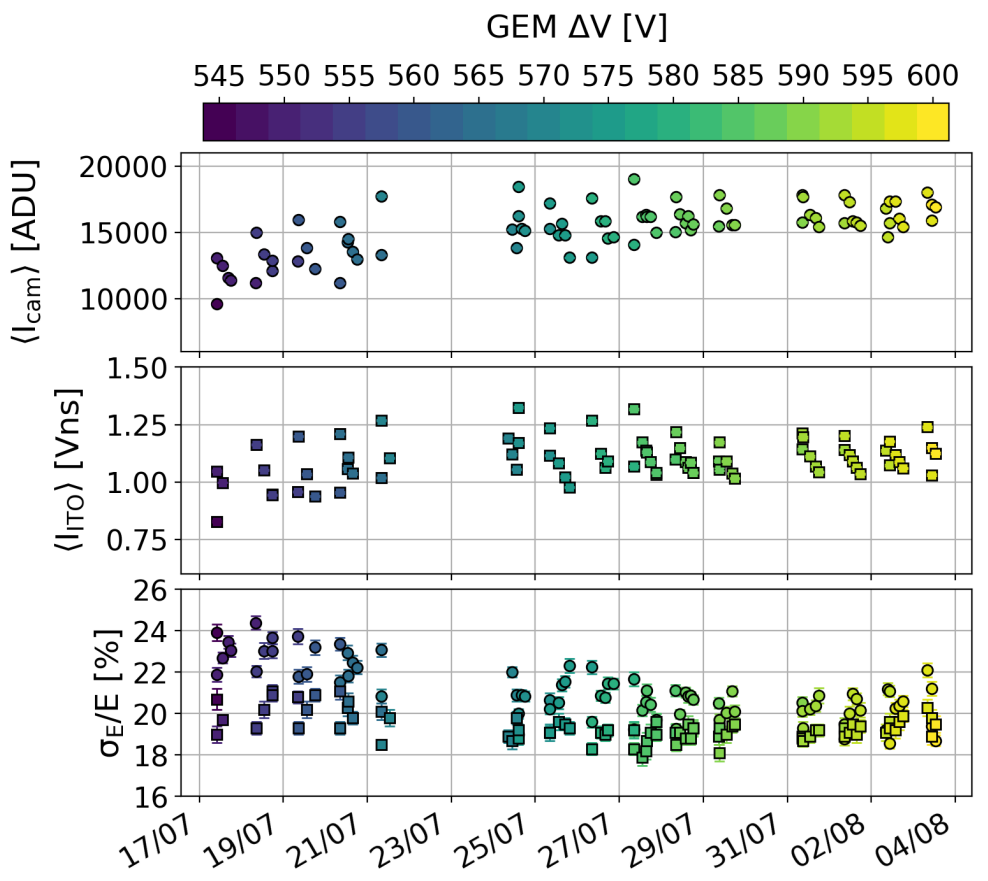 GEM ΔV [V]
545 550 555 560 565 570 575 580 585 590 595 600
⟨I_cam⟩ [ADU]
20000
15000
10000
⟨I_ITO⟩ [Vns]
1.50
1.25
1.00
0.75
σ_E/E [%]
26
24
22
20
18
16
17/07 19/07 21/07 23/07 25/07 27/07 29/07 31/07 02/08 04/08